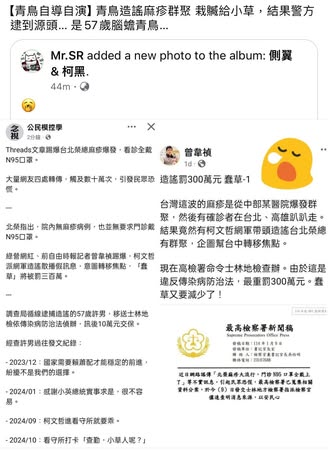 【青鳥自導自演】青鳥造謠麻疹群聚 栽贓給小草，結果警方
逮到源頭... 是57歲腦蟾青鳥...
Mr.SR added a new photo to the album: 側翼
& 柯黑.
44m
念視
公民模控學
2分鐘
Threads文章踢爆台北榮總麻疹爆發，看診全戴
N95口罩。
大量網友四處轉傳，觸及數十萬次，引發民眾恐
慌。
—
北榮指出，院內無麻疹病例，也並無要求門診戴
N95口罩。
綠營網紅、前自由時報記者曾韋禎踢爆，柯文哲
派網軍造謠散播假訊息，意圖轉移焦點，「蠢
草」將被罰三百萬。
—
調查局循線逮捕造謠的57歲許男，移送士林地
檢依傳染病防治法偵辦，訊後10萬元交保。
經查許男過往發文紀錄：
- 2023/12：國家需要賴蕭配才能穩定的前進，
紛擾不是我們的選擇。
- 2024/01：感謝小英總統實事求是，很不容
易。
- 2024/09：柯文哲進看守所就要乖。
- 2024/10：看守所打卡「查勤，小草人呢？」
曾韋禎
1d
造謠罰300萬元 蠢草-1
台灣這波的麻疹是從中部某醫院爆發群
聚，然後有確診者在台北、高雄趴趴走。
結果竟然有柯文哲網軍帶頭造謠台北榮總
有群聚，企圖幫台中轉移焦點。
現在高檢署命令士林地檢查辦。由於這是
違反傳染病防治法，最重罰300萬元。蠢
草又要減少了！
最高檢察署新聞稿
Supreme Prosecutors Office Press